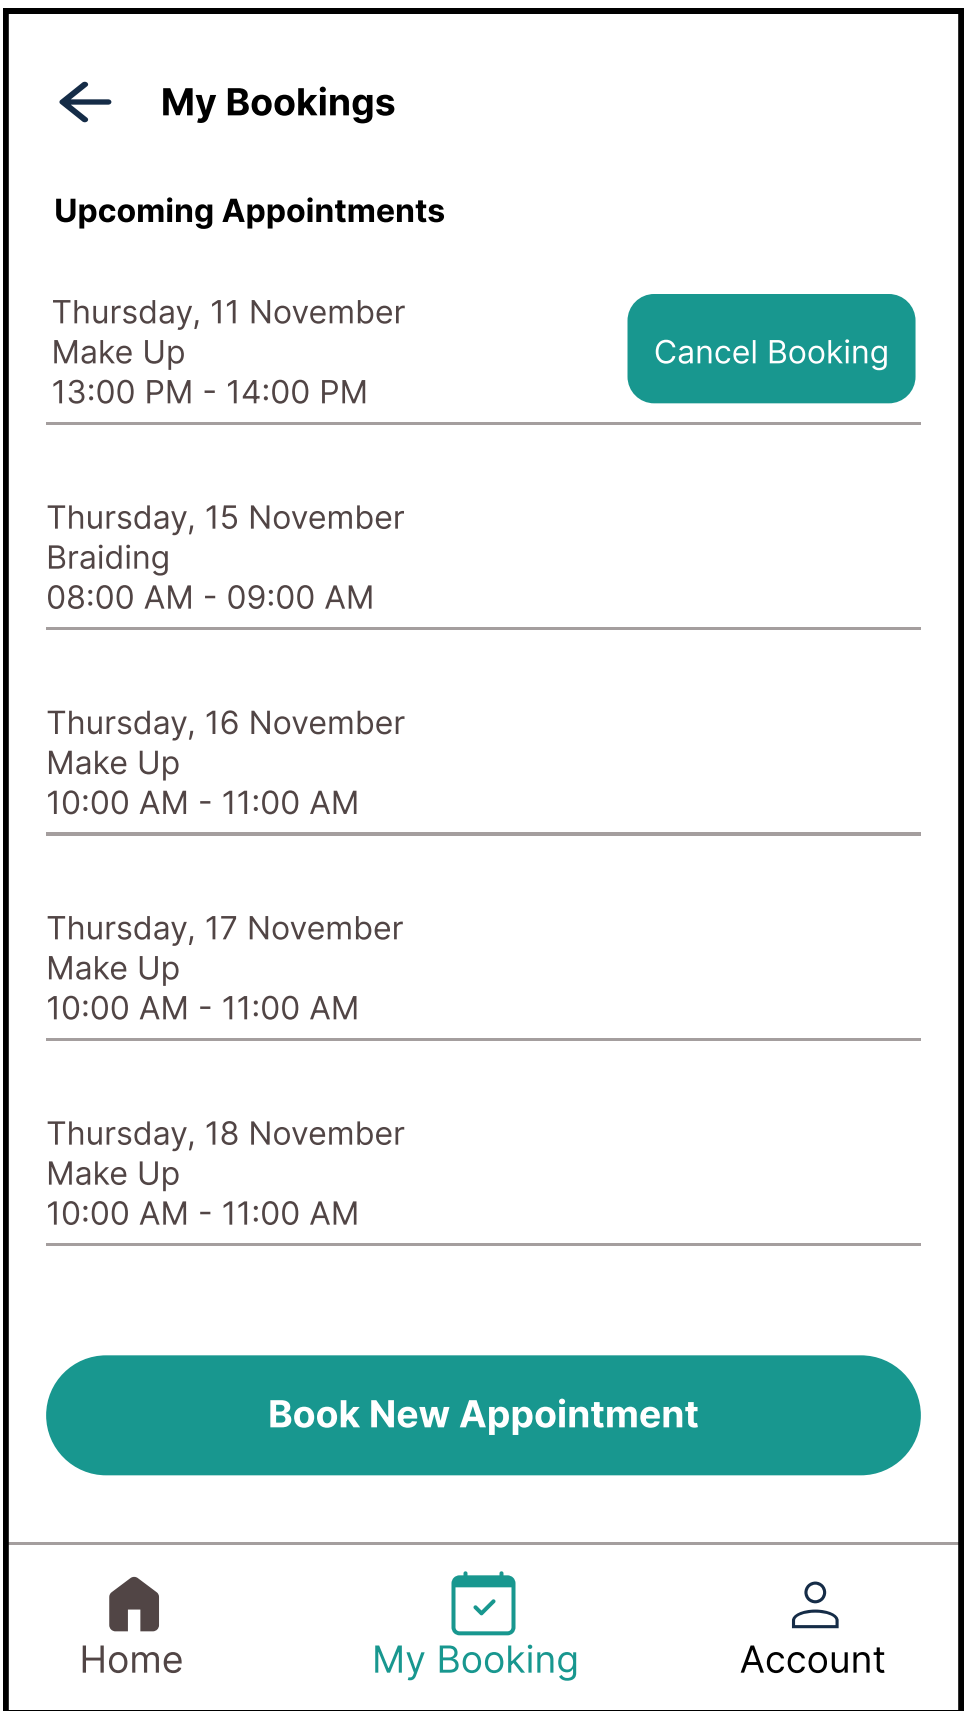 My Bookings
Upcoming Appointments
Thursday, 11 November
Make Up
13:00 PM - 14:00 PM
Cancel Booking
Thursday, 15 November
Braiding
08:00 AM - 09:00 AM
Thursday, 16 November
Make Up
10:00 AM - 11:00 AM
Thursday, 17 November
Make Up
10:00 AM - 11:00 AM
Thursday, 18 November
Make Up
10:00 AM - 11:00 AM
Book New Appointment
Home
My Booking
Account